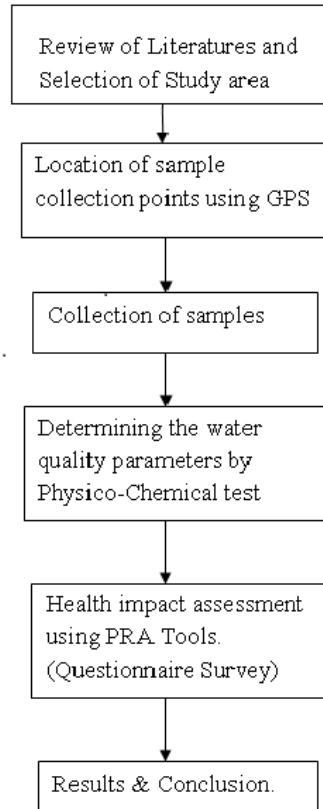 Review of Literatures and
Selection of Study area
Location of sample
collection points using GPS
Collection of samples
Determining the water
quality parameters by
Physico-Chemical test
Health impact assessment
using PRA Tools.
(Questionnaire Survey)
Results & Conclusion.